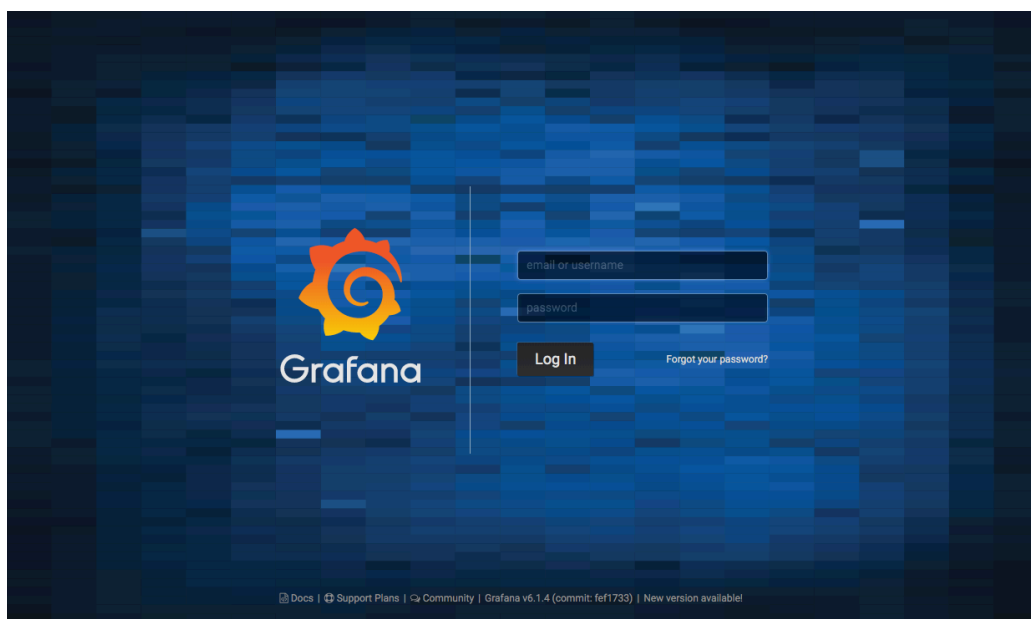 Grafana
email or username
password
Log In
Forgot your password?
Docs | Support Plans | Community | Grafana v6.1.4 (commit: fef1733) | New version available!